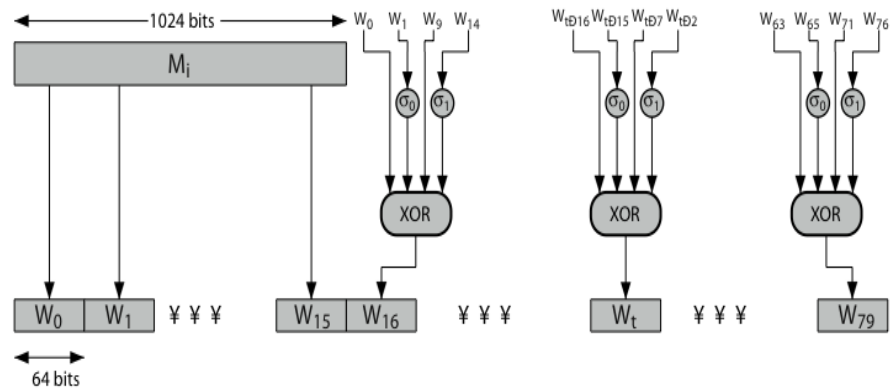 1024 bits
W0 W1 W9 W14
WtÐ16 WtÐ15 WtÐ7 WtÐ2
W63 W65 W71 W76
Mi
σ0 σ1
σ0 σ1
σ0 σ1
XOR
XOR
XOR
W0 W1 ¥ ¥ ¥ W15 W16 ¥ ¥ ¥ Wt ¥ ¥ ¥ W79
64 bits